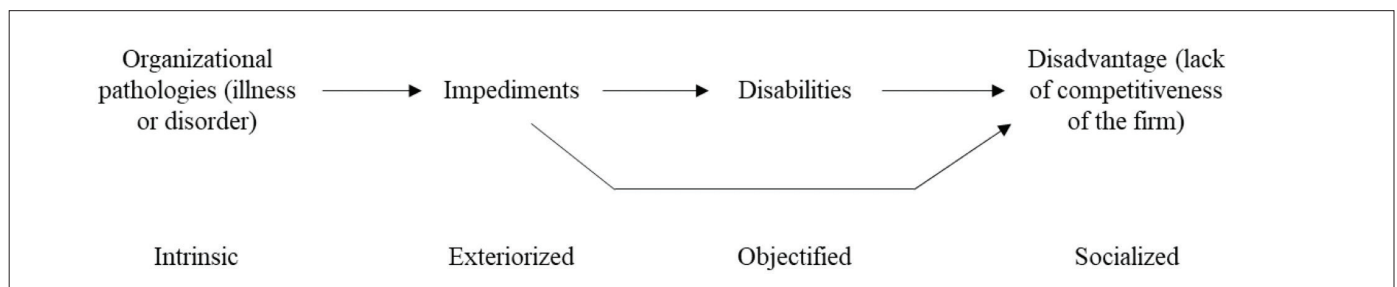 Organizational
pathologies (illness
or disorder)
Impediments
Disabilities
Disadvantage (lack
of competitiveness
of the firm)
Intrinsic
Exteriorized
Objectified
Socialized